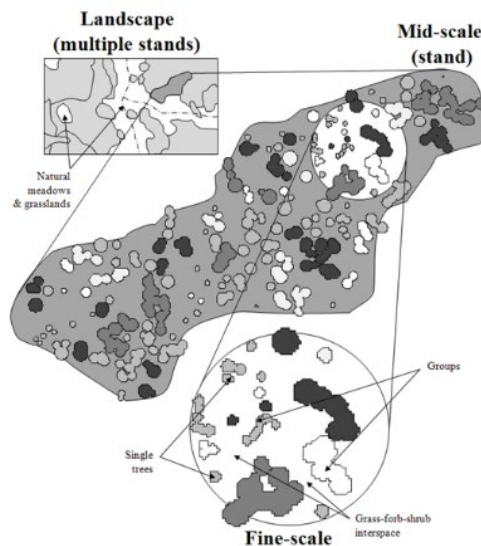 Landscape
(multiple stands)
Mid-scale
(stand)
Natural
meadows
& grasslands
Groups
Single
trees
Grass-forb-shrub
interspace
Fine-scale